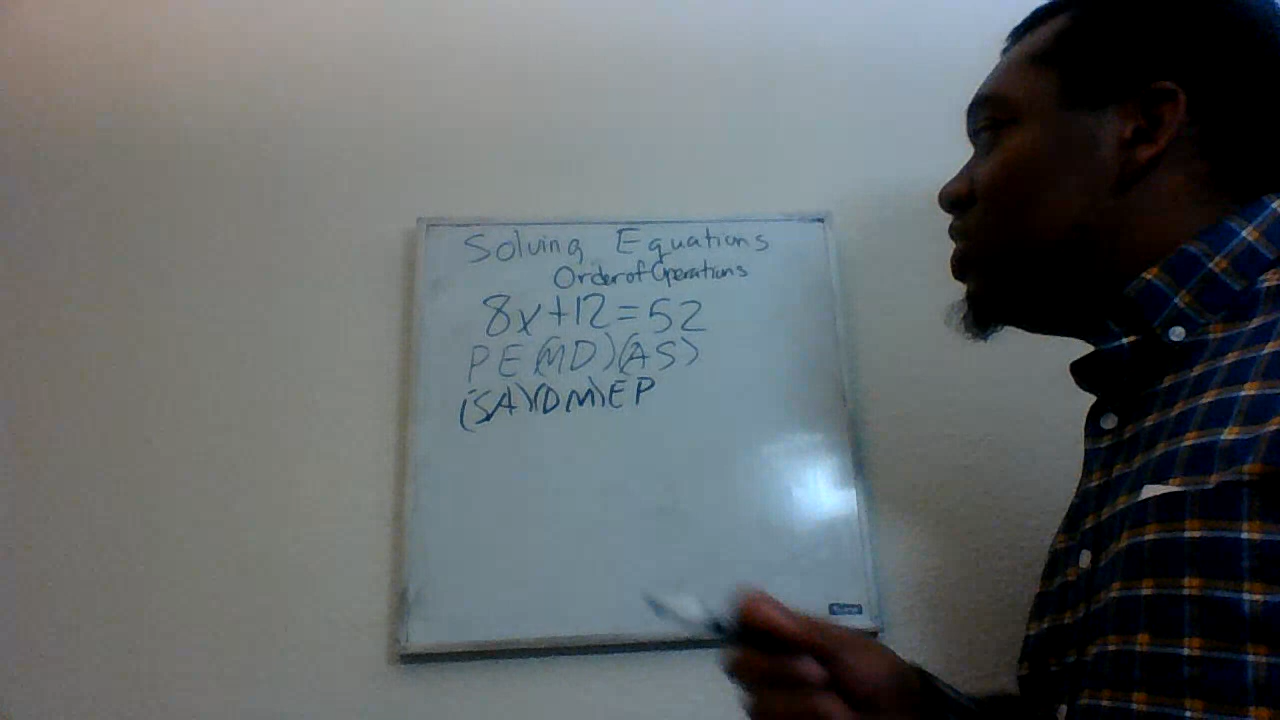 Solving Equations
Order of Operations
8x+12=52
PE(MD)(AS)
(SA)(DM)EP